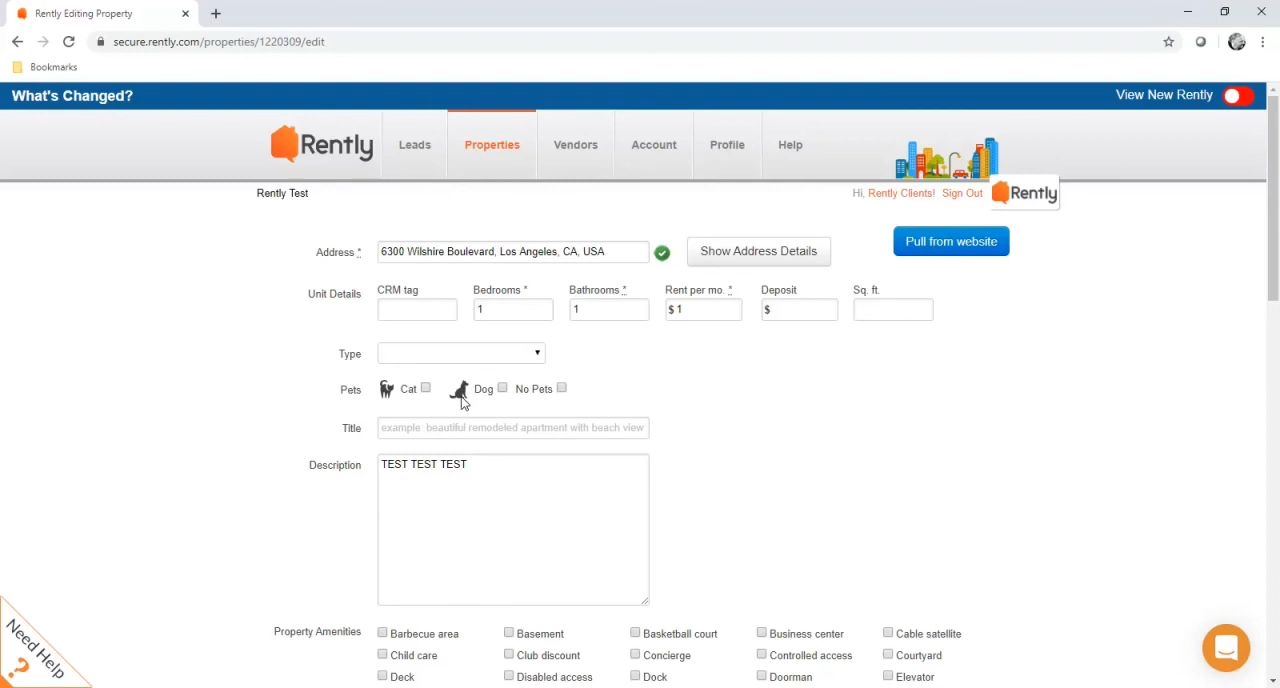 Rently Editing Property
secure.rently.com/properties/1220309/edit
Bookmarks
What's Changed?
View New Rently
Rently
Leads
Properties
Vendors
Account
Profile
Help
Rently Test
Hi, Rently Clients! Sign Out
Rently
Address *
6300 Wilshire Boulevard, Los Angeles, CA, USA
Show Address Details
Pull from website
Unit Details
CRM tag
Bedrooms *
Bathrooms *
Rent per mo. *
Deposit
Sq. ft.
1
1
$ 1
$
Type
Pets
Cat
Dog
No Pets
Title
example: beautiful remodeled apartment with beach view
Description
TEST TEST TEST
Property Amenities
Barbecue area
Basement
Basketball court
Business center
Cable satellite
Child care
Club discount
Concierge
Controlled access
Courtyard
Deck
Disabled access
Dock
Doorman
Elevator
Need Help
?